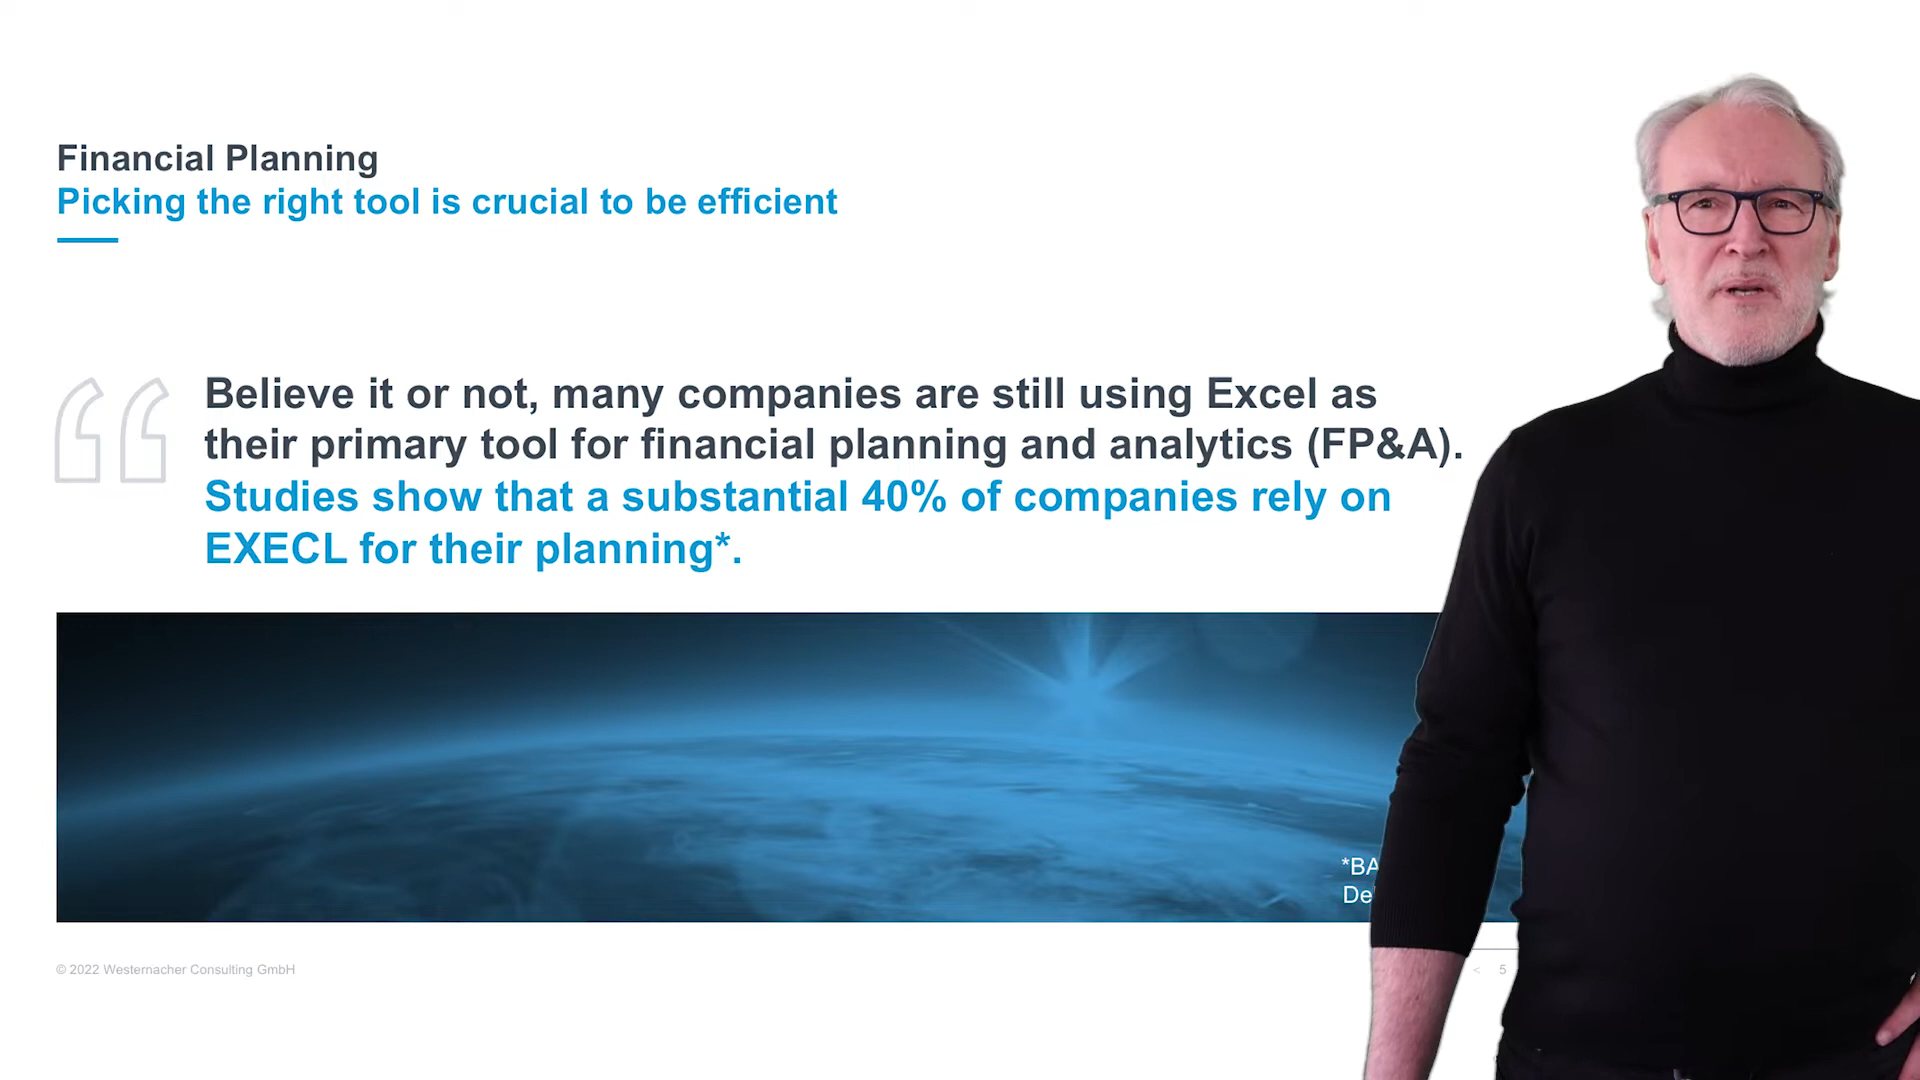 Financial Planning
Picking the right tool is crucial to be efficient
Believe it or not, many companies are still using Excel as
their primary tool for financial planning and analytics (FP&A).
Studies show that a substantial 40% of companies rely on
EXECL for their planning*.
© 2022 Westernacher Consulting GmbH
< 5